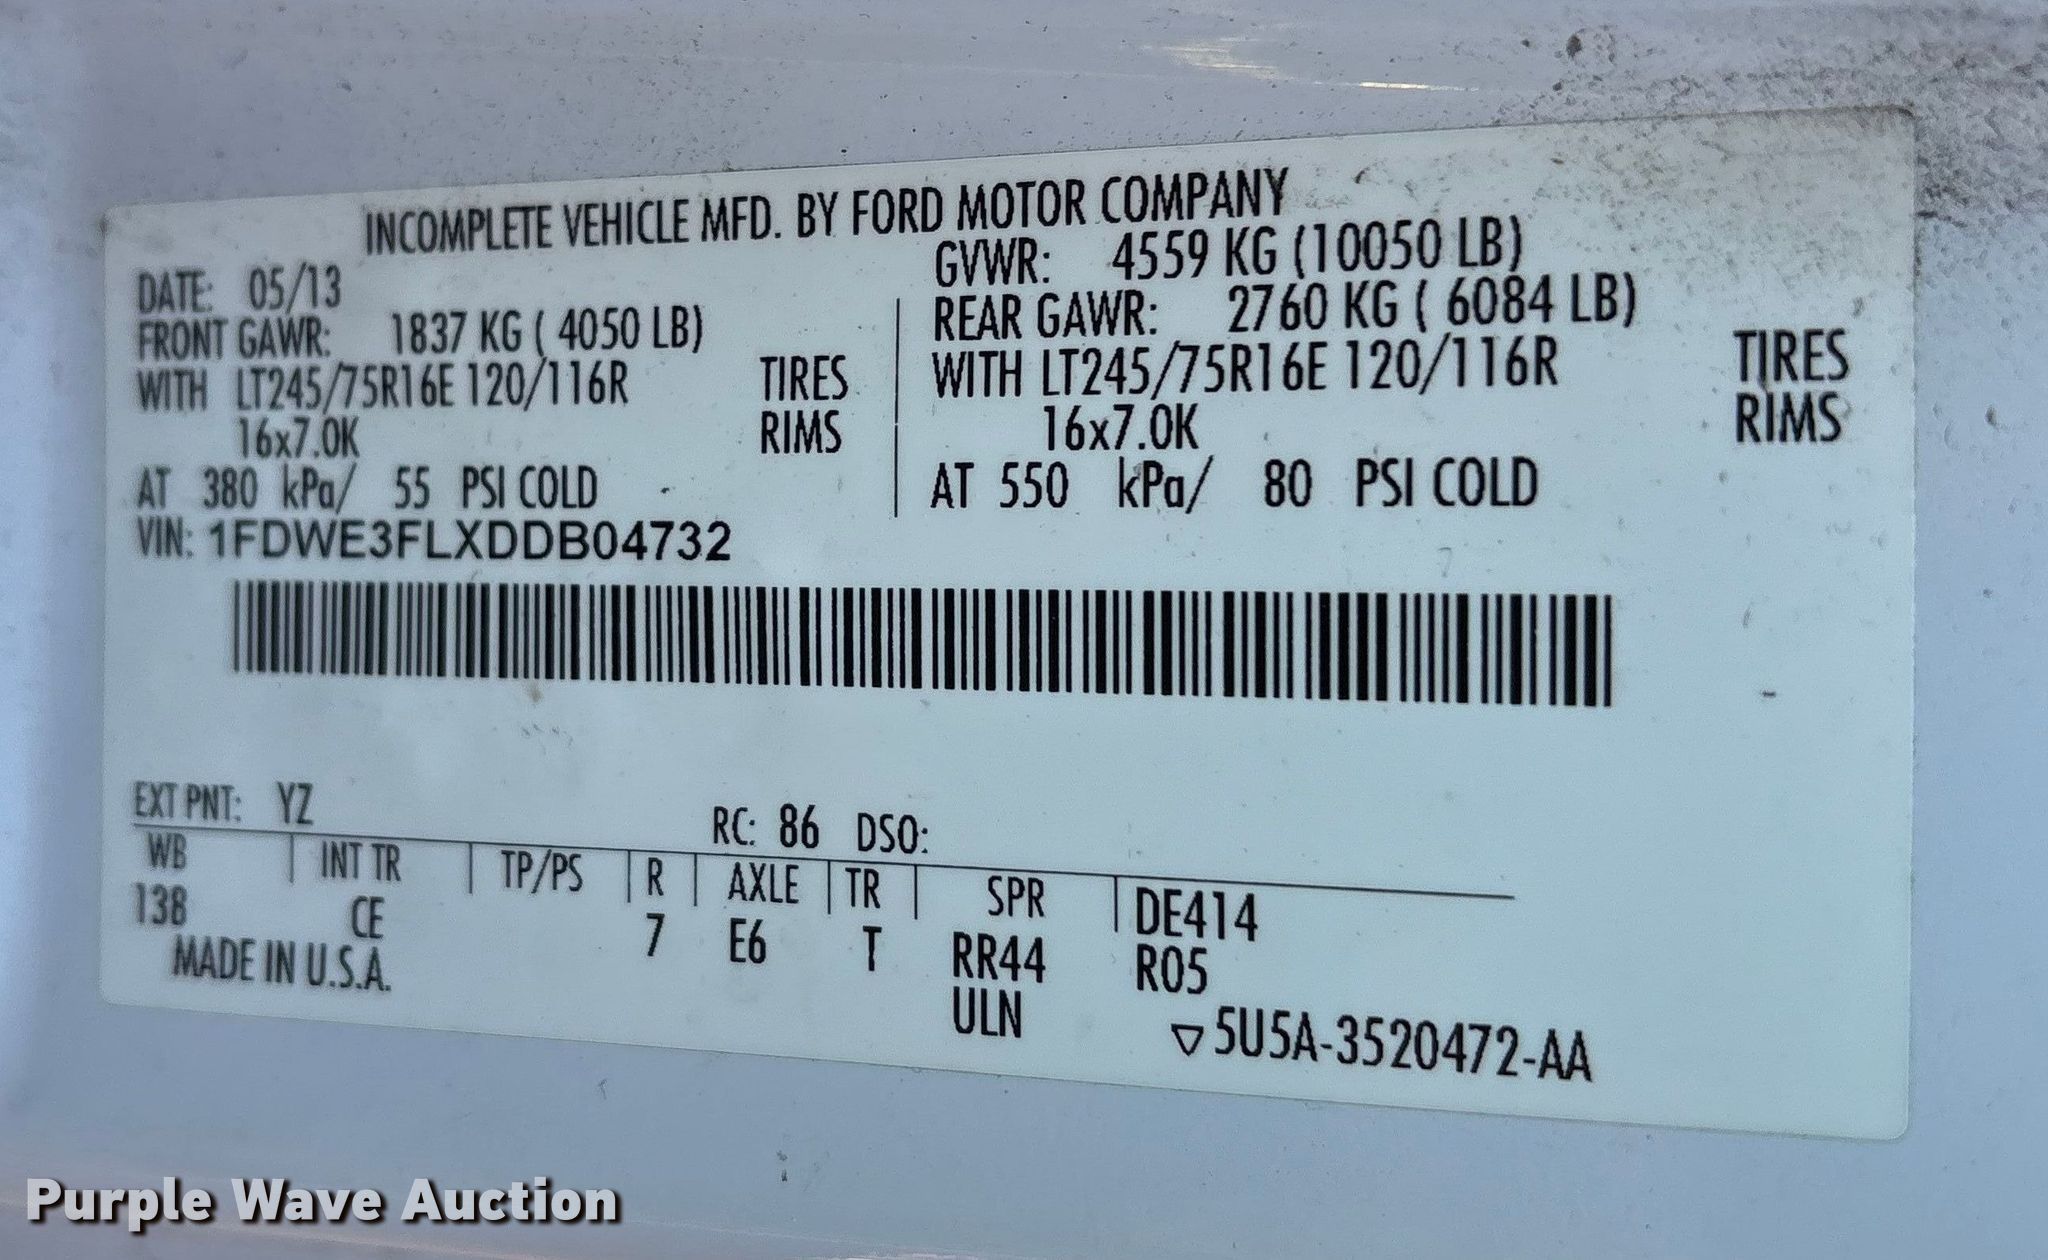 INCOMPLETE VEHICLE MFD. BY FORD MOTOR COMPANY
DATE: 05/13
GVWR: 4559 KG (10050 LB)
FRONT GAWR: 1837 KG ( 4050 LB)
REAR GAWR: 2760 KG ( 6084 LB)
WITH LT245/75R16E 120/116R TIRES
WITH LT245/75R16E 120/116R TIRES
16x7.0K RIMS
16x7.0K RIMS
AT 380 kPa/ 55 PSI COLD
AT 550 kPa/ 80 PSI COLD
VIN: 1FDWE3FLXDDB04732
EXT PNT: YZ RC: 86 DSO:
WB INT TR TP/PS R AXLE TR SPR DE414
138 CE 7 E6 T RR44 R05
MADE IN U.S.A. ULN
▽5U5A-3520472-AA
Purple Wave Auction